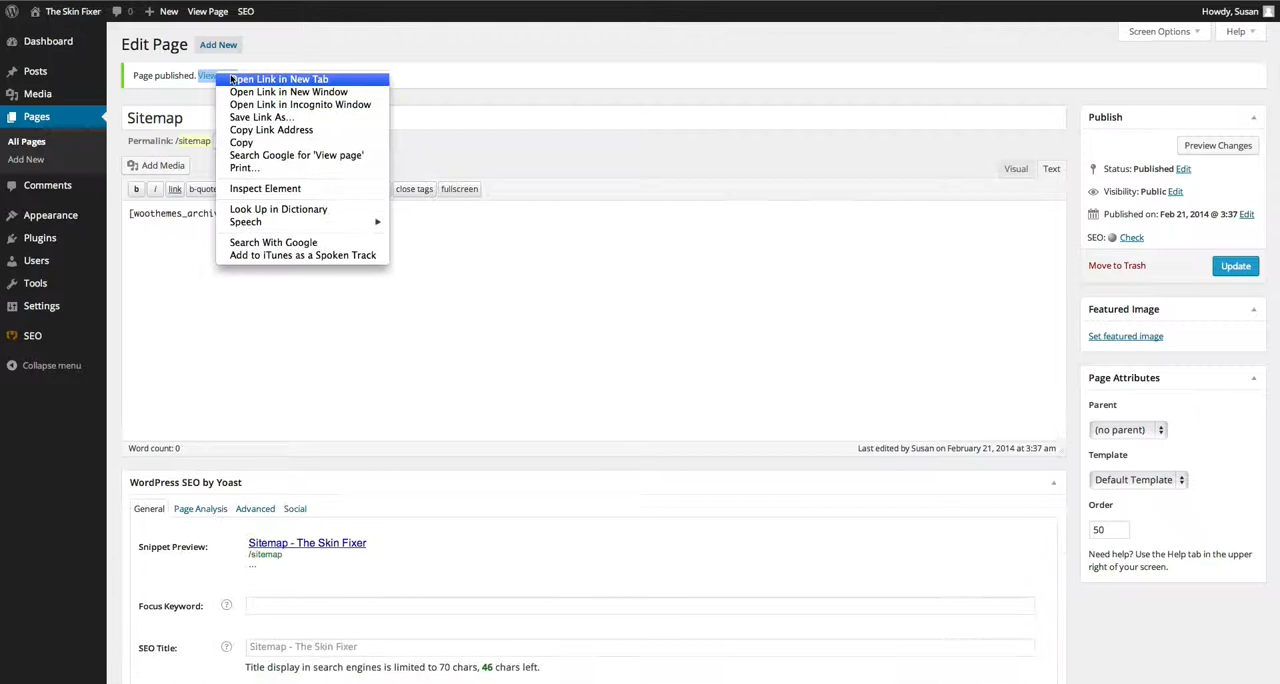 The Skin Fixer 0 New View Page SEO Howdy, Susan
Dashboard
Posts
Media
Pages
All Pages
Add New
Comments
Appearance
Plugins
Users
Tools
Settings
SEO
Collapse menu
Edit Page Add New
Screen Options Help
Page published. View
Open Link in New Tab
Open Link in New Window
Open Link in Incognito Window
Save Link As...
Copy Link Address
Copy
Search Google for 'View page'
Print...
Inspect Element
Look Up in Dictionary
Speech
Search With Google
Add to iTunes as a Spoken Track
Sitemap
Permalink: /sitemap
Add Media
Visual Text
b i link b-quote close tags fullscreen
[woothemes_archiv
Word count: 0 Last edited by Susan on February 21, 2014 at 3:37 am
WordPress SEO by Yoast
General Page Analysis Advanced Social
Snippet Preview: Sitemap - The Skin Fixer
/sitemap
...
Focus Keyword: ?
SEO Title: ? Sitemap - The Skin Fixer
Title display in search engines is limited to 70 chars, 46 chars left.
Publish
Preview Changes
Status: Published Edit
Visibility: Public Edit
Published on: Feb 21, 2014 @ 3:37 Edit
SEO: Check
Move to Trash Update
Featured Image
Set featured image
Page Attributes
Parent
(no parent)
Template
Default Template
Order
50
Need help? Use the Help tab in the upper
right of your screen.